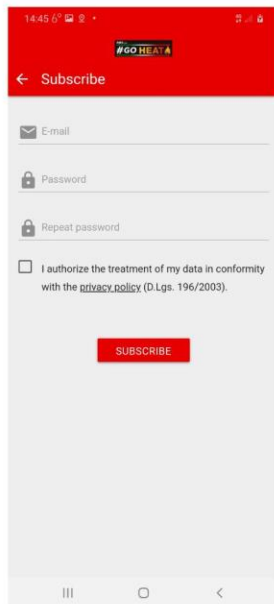 14:45 6°
#GO HEAT
Subscribe
E-mail
Password
Repeat password
I authorize the treatment of my data in conformity
with the privacy policy (D.Lgs. 196/2003).
SUBSCRIBE